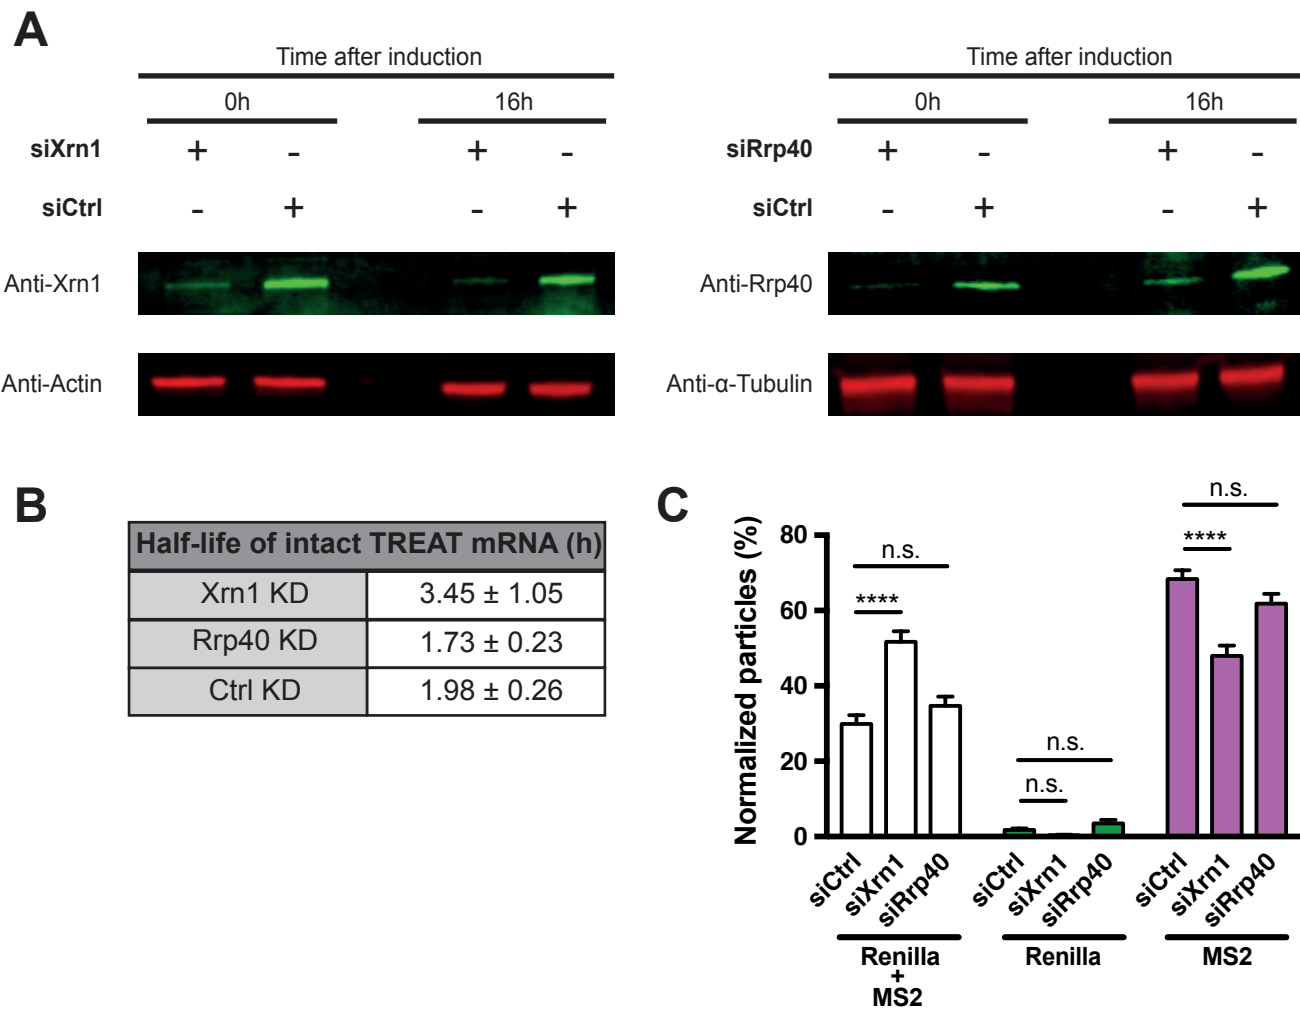 A
Time after induction
0h 16h
siXrn1 + - + -
siCtrl - + - +
Anti-Xrn1
Anti-Actin
Time after induction
0h 16h
siRrp40 + - + -
siCtrl - + - +
Anti-Rrp40
Anti-α-Tubulin
B
Half-life of intact TREAT mRNA (h)
Xrn1 KD 3.45 ± 1.05
Rrp40 KD 1.73 ± 0.23
Ctrl KD 1.98 ± 0.26
C
Normalized particles (%)
80
60
40
20
0
n.s.
****
n.s.
n.s.
n.s.
****
siCtrl siXrn1 siRrp40 siCtrl siXrn1 siRrp40 siCtrl siXrn1 siRrp40
Renilla
+
MS2
Renilla
MS2